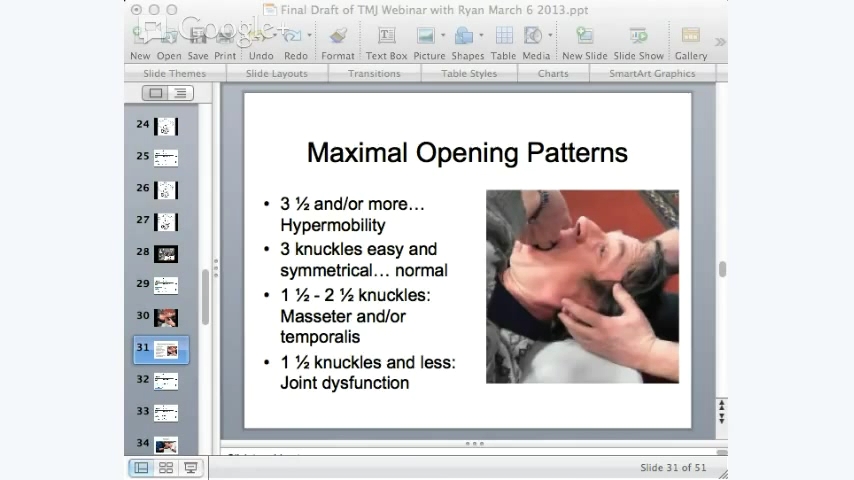 Final Draft of TMJ Webinar with Ryan March 6 2013.ppt
Google+
New Open Save Print Undo Redo Format Text Box Picture Shapes Table Media New Slide Slide Show Gallery
Slide Themes Slide Layouts Transitions Table Styles Charts SmartArt Graphics
24
25
26
27
28
29
30
31
32
33
34
Maximal Opening Patterns
• 3 ½ and/or more…
Hypermobility
• 3 knuckles easy and
symmetrical… normal
• 1 ½ - 2 ½ knuckles:
Masseter and/or
temporalis
• 1 ½ knuckles and less:
Joint dysfunction
Slide 31 of 51